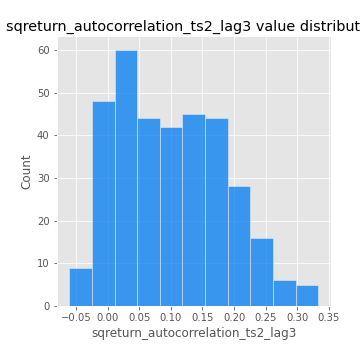 sqreturn_autocorrelation_ts2_lag3 value distribut
60
50
40
30
20
10
0
Count
−0.05 0.00 0.05 0.10 0.15 0.20 0.25 0.30 0.35
sqreturn_autocorrelation_ts2_lag3